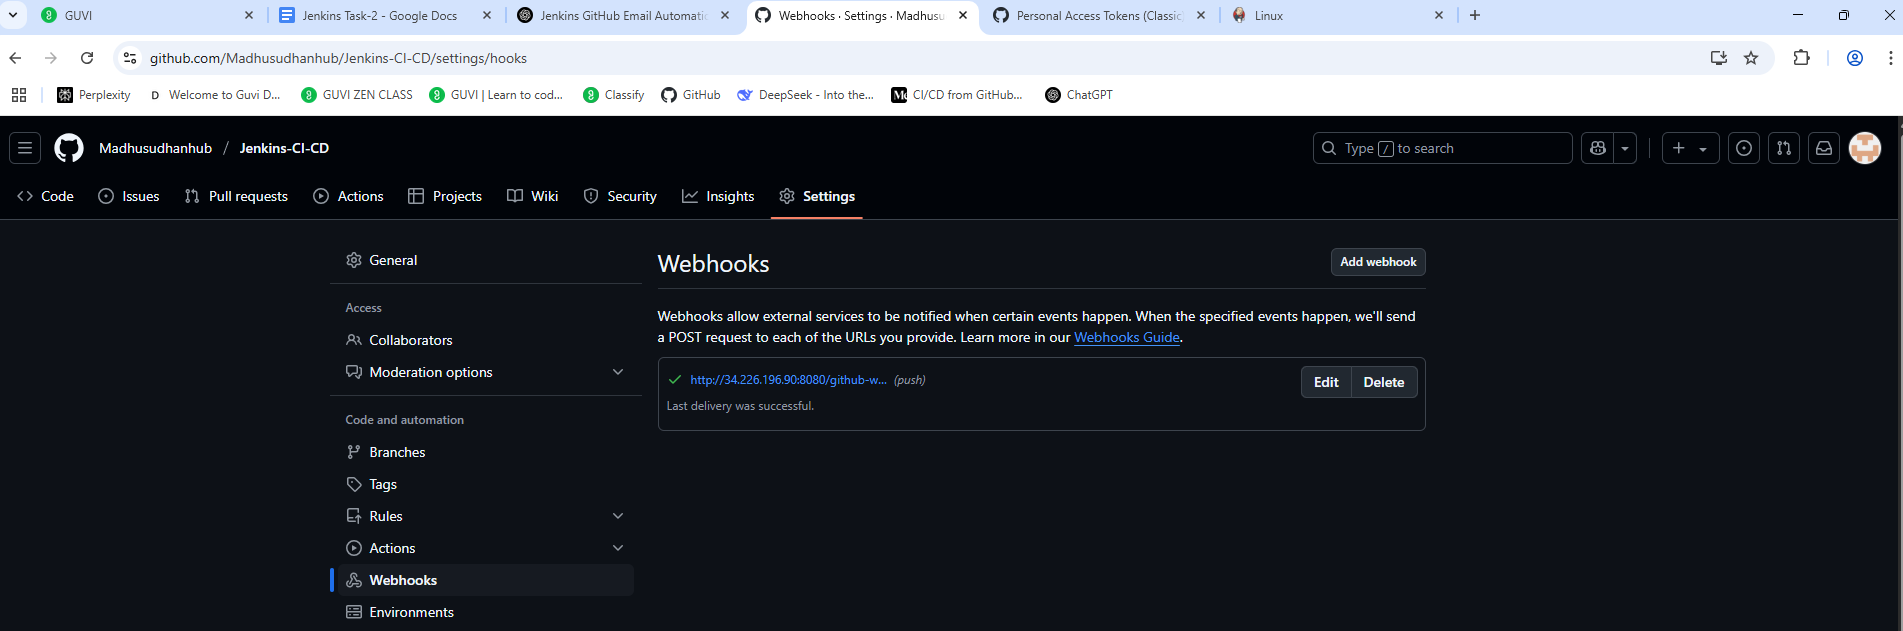 GUVI
Jenkins Task-2 - Google Docs
Jenkins GitHub Email Automati
Webhooks · Settings · Madhusu
Personal Access Tokens (Classic
Linux
github.com/Madhusudhanhub/Jenkins-CI-CD/settings/hooks
Perplexity
D Welcome to Guvi D...
GUVI ZEN CLASS
GUVI | Learn to cod...
Classify
GitHub
DeepSeek - Into the...
CI/CD from GitHub...
ChatGPT
Madhusudhanhub / Jenkins-CI-CD
Type / to search
Code
Issues
Pull requests
Actions
Projects
Wiki
Security
Insights
Settings
General
Access
Collaborators
Moderation options
Code and automation
Branches
Tags
Rules
Actions
Webhooks
Environments
Webhooks
Add webhook
Webhooks allow external services to be notified when certain events happen. When the specified events happen, we'll send
a POST request to each of the URLs you provide. Learn more in our Webhooks Guide.
http://34.226.196.90:8080/github-w... (push)
Edit
Delete
Last delivery was successful.